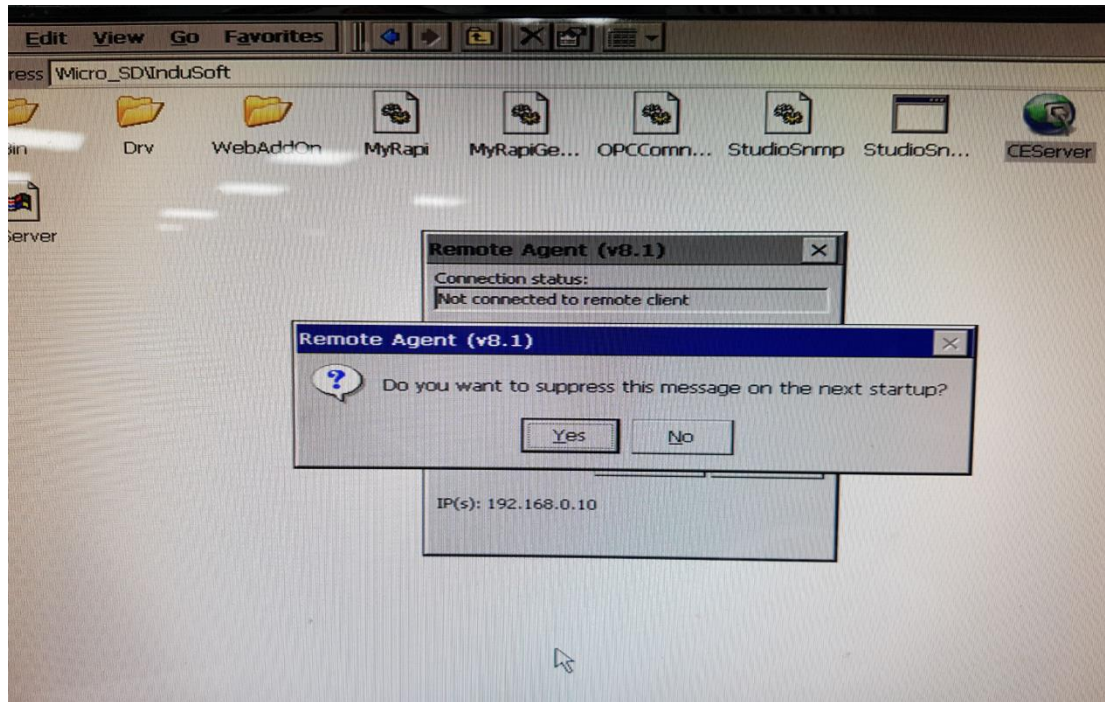 Edit View Go Favorites
ress \Micro_SD\InduSoft
Drv WebAddOn MyRapi MyRapiGe... OPCComn... StudioSnmp StudioSn... CEServer
Server
Remote Agent (v8.1)
Connection status:
Not connected to remote client
Remote Agent (v8.1)
Do you want to suppress this message on the next startup?
Yes No
IP(s): 192.168.0.10